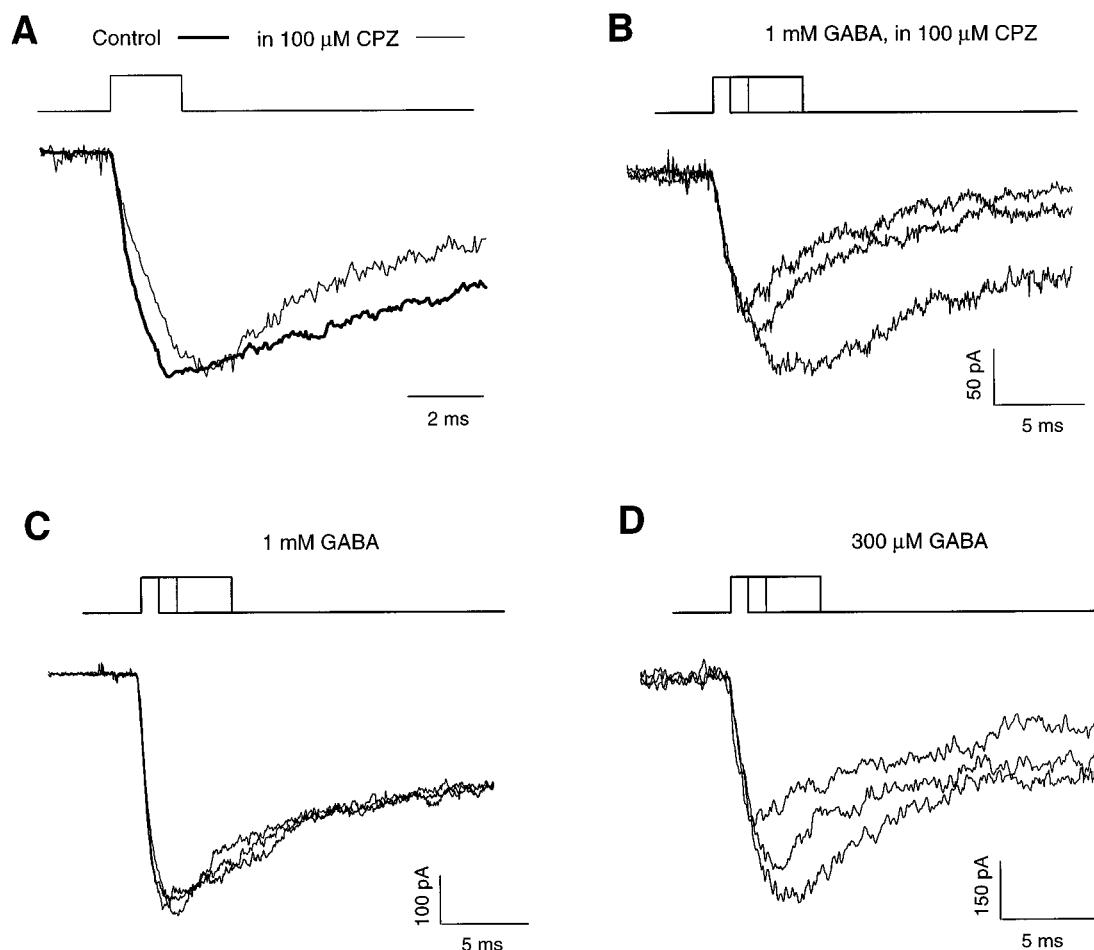 A
Control in 100 μM CPZ
2 ms
B
1 mM GABA, in 100 μM CPZ
50 pA
5 ms
C
1 mM GABA
100 pA
5 ms
D
300 μM GABA
150 pA
5 ms